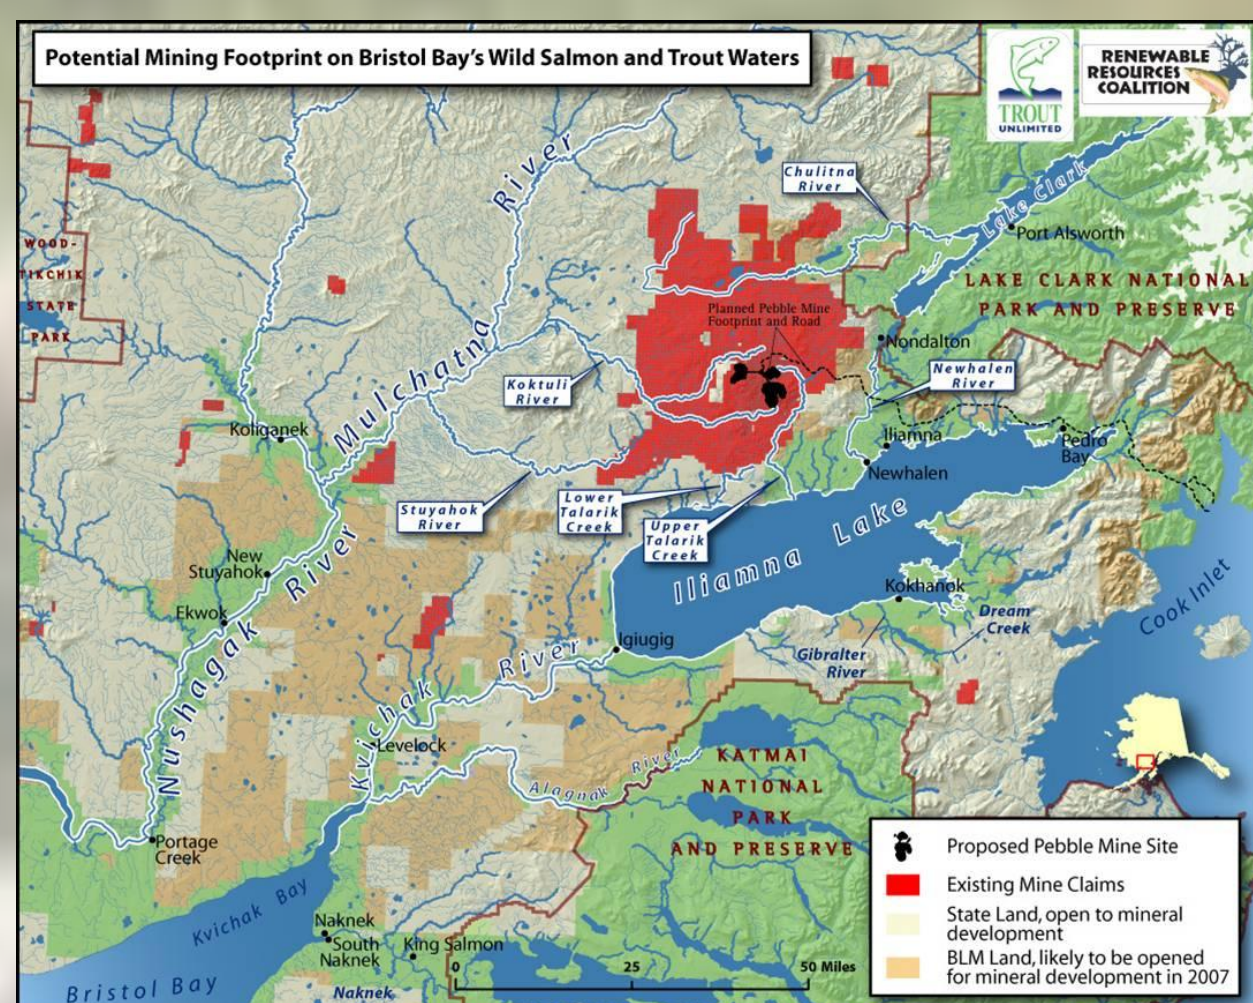 Potential Mining Footprint on Bristol Bay's Wild Salmon and Trout Waters
TROUT
UNLIMITED
RENEWABLE
RESOURCES
COALITION
Chulitna
River
Lake Clark
Port Alsworth
LAKE CLARK NATIONAL
PARK AND PRESERVE
WOOD-
TIKCHIK
STATE
PARK
Mulchatna River
Planned Pebble Mine
Footprint and Road
Nondalton
Newhalen
River
Koktuli
River
Koliganek
Iliamna
Pedro
Bay
Newhalen
Stuyahok
River
Lower
Talarik
Creek
Upper
Talarik
Creek
Iliamna Lake
New
Stuyahok
Ekwok
Nushagak River
Kokhanok
Dream
Creek
Gibralter
River
Cook Inlet
Igiugig
Kvichak River
Levelock
Alagnak River
KATMAI
NATIONAL
PARK
AND PRESERVE
Portage
Creek
Kvichak Bay
Naknek
South
Naknek
King Salmon
Naknek
Bristol Bay
0 25 50 Miles
Proposed Pebble Mine Site
Existing Mine Claims
State Land, open to mineral
development
BLM Land, likely to be opened
for mineral development in 2007